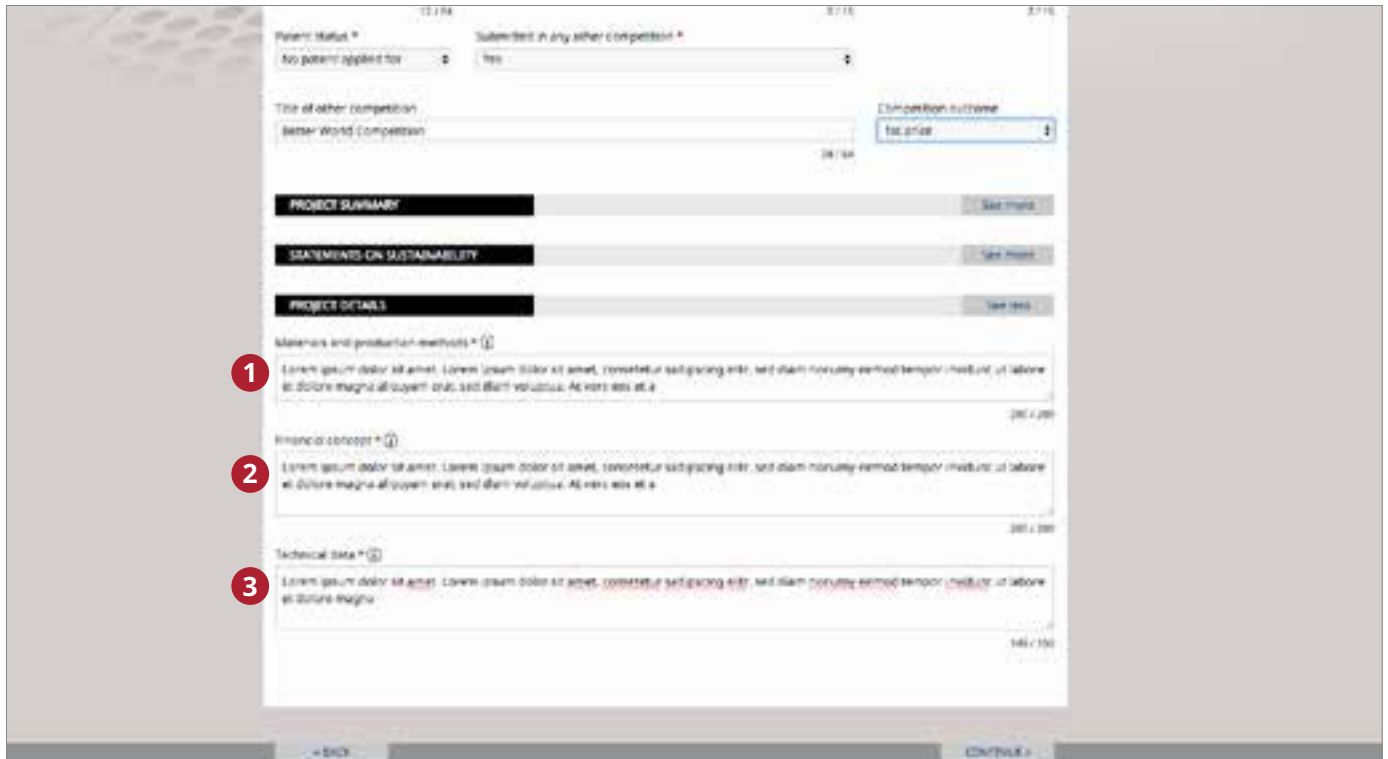 Patent Status * Submitted in any other competition *
No patent applied for Yes
Title of other competition Competition outcome
Better World Competition No prize
PROJECT SUMMARY See more
STATEMENTS ON SUSTAINABILITY See more
PROJECT DETAILS See less
Materials and production methods *
1
Lorem ipsum dolor sit amet. Lorem ipsum dolor sit amet, consetetur sadipscing elitr, sed diam nonumy eirmod tempor invidunt ut labore
et dolore magna aliquyam erat, sed diam voluptua. At vero eos et a
Financial concept *
2
Lorem ipsum dolor sit amet. Lorem ipsum dolor sit amet, consetetur sadipscing elitr, sed diam nonumy eirmod tempor invidunt ut labore
et dolore magna aliquyam erat, sed diam voluptua. At vero eos et a
Technical data *
3
Lorem ipsum dolor sit amet. Lorem ipsum dolor sit amet, consetetur sadipscing elitr, sed diam nonumy eirmod tempor invidunt ut labore
et dolore magna
149 / 150
« BACK CONTINUE »